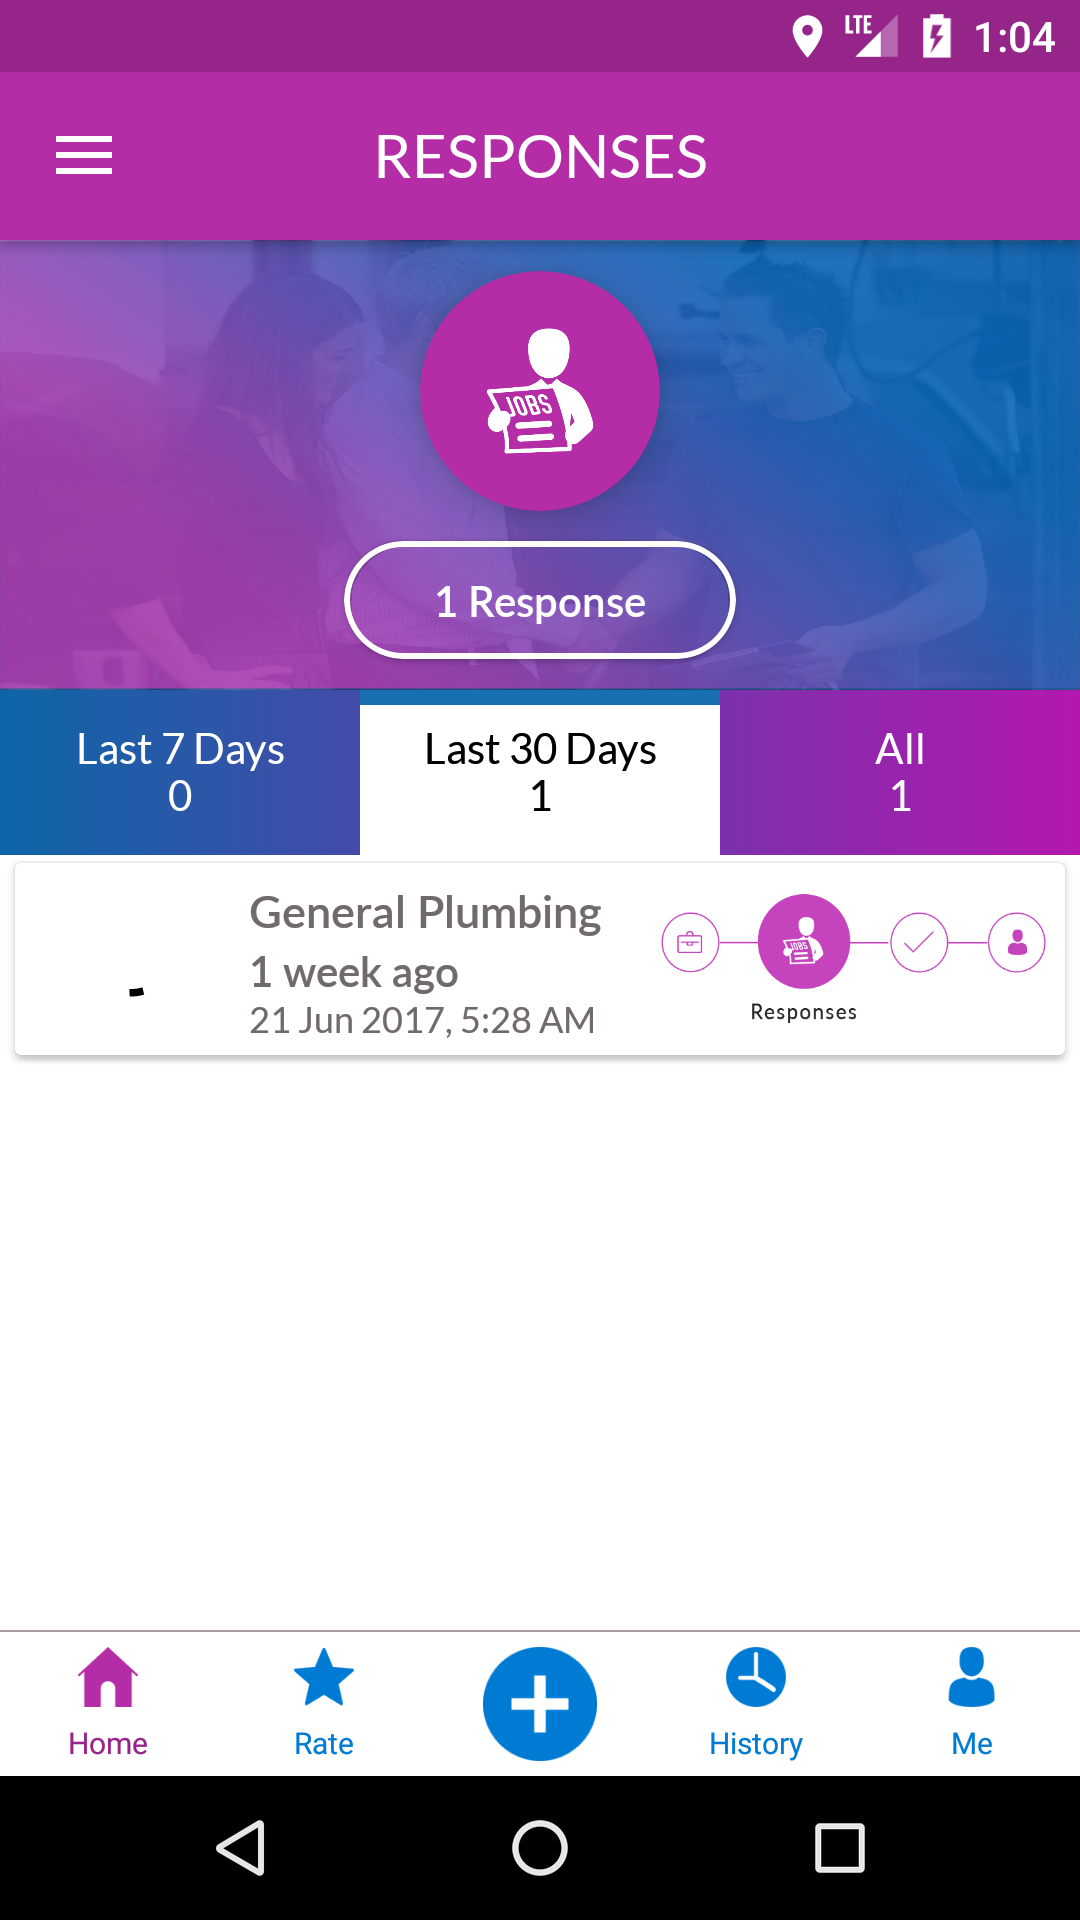 LTE 1:04
RESPONSES
JOBS
1 Response
Last 7 Days
0
Last 30 Days
1
All
1
General Plumbing
1 week ago
21 Jun 2017, 5:28 AM
JOBS
Responses
Home
Rate
History
Me